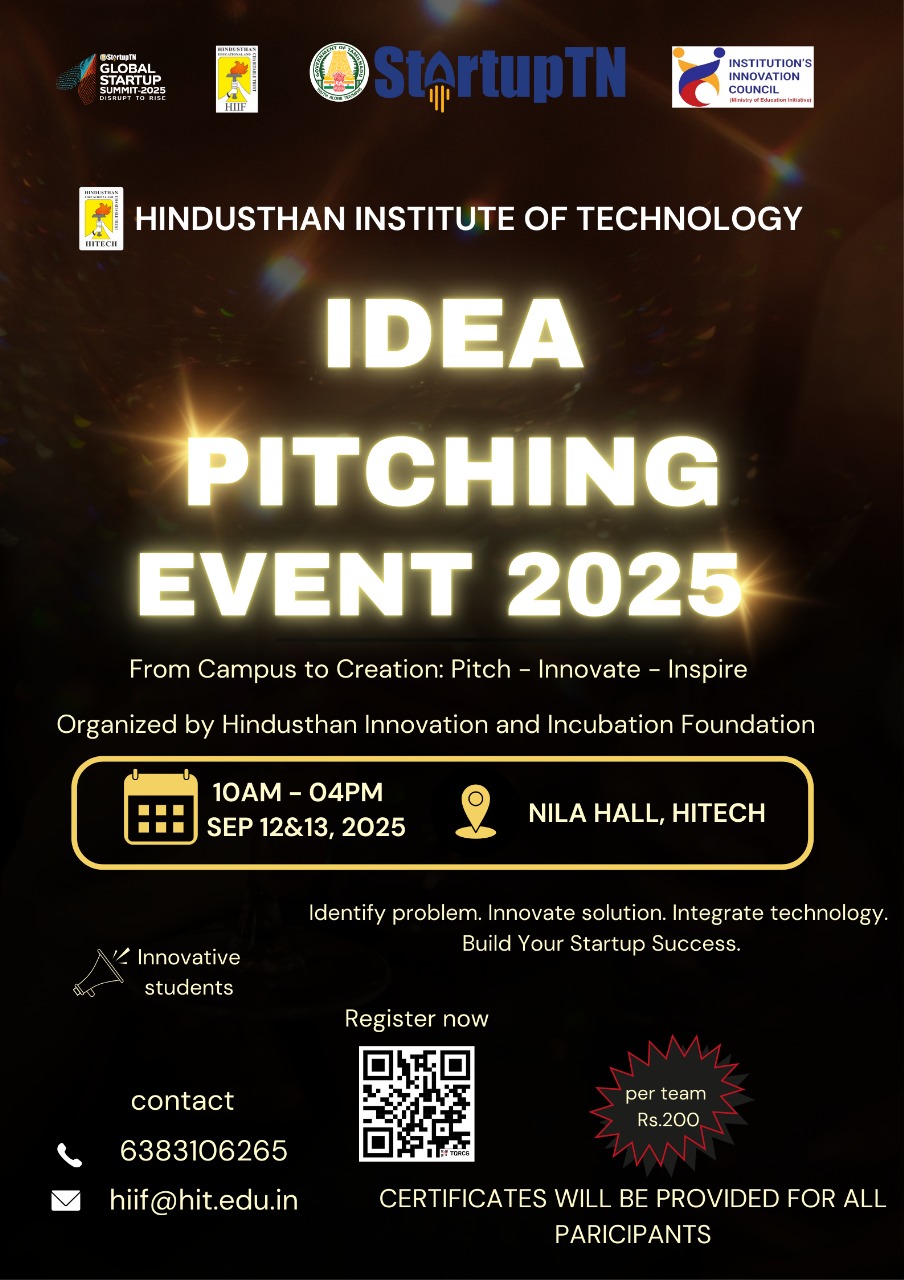 StartupTN
GLOBAL
STARTUP
SUMMIT-2025
DISRUPT TO RISE
HINDUSTHAN
HIIF
StartupTN
INSTITUTION'S
INNOVATION
COUNCIL
(Ministry of Education Initiative)
HINDUSTHAN
HITECH
HINDUSTHAN INSTITUTE OF TECHNOLOGY
IDEA
PITCHING
EVENT 2025
From Campus to Creation: Pitch - Innovate - Inspire
Organized by Hindusthan Innovation and Incubation Foundation
10AM - 04PM
SEP 12&13, 2025
NILA HALL, HITECH
Identify problem. Innovate solution. Integrate technology.
Build Your Startup Success.
Innovative
students
Register now
TQRCG
per team
Rs.200
contact
6383106265
hiif@hit.edu.in
CERTIFICATES WILL BE PROVIDED FOR ALL
PARICIPANTS